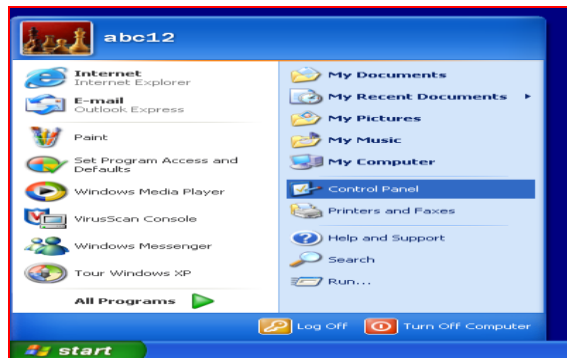 abc12
Internet
Internet Explorer
E-mail
Outlook Express
Paint
Set Program Access and
Defaults
Windows Media Player
VirusScan Console
Windows Messenger
Tour Windows XP
All Programs
My Documents
My Recent Documents
My Pictures
My Music
My Computer
Control Panel
Printers and Faxes
Help and Support
Search
Run...
Log Off
Turn Off Computer
start